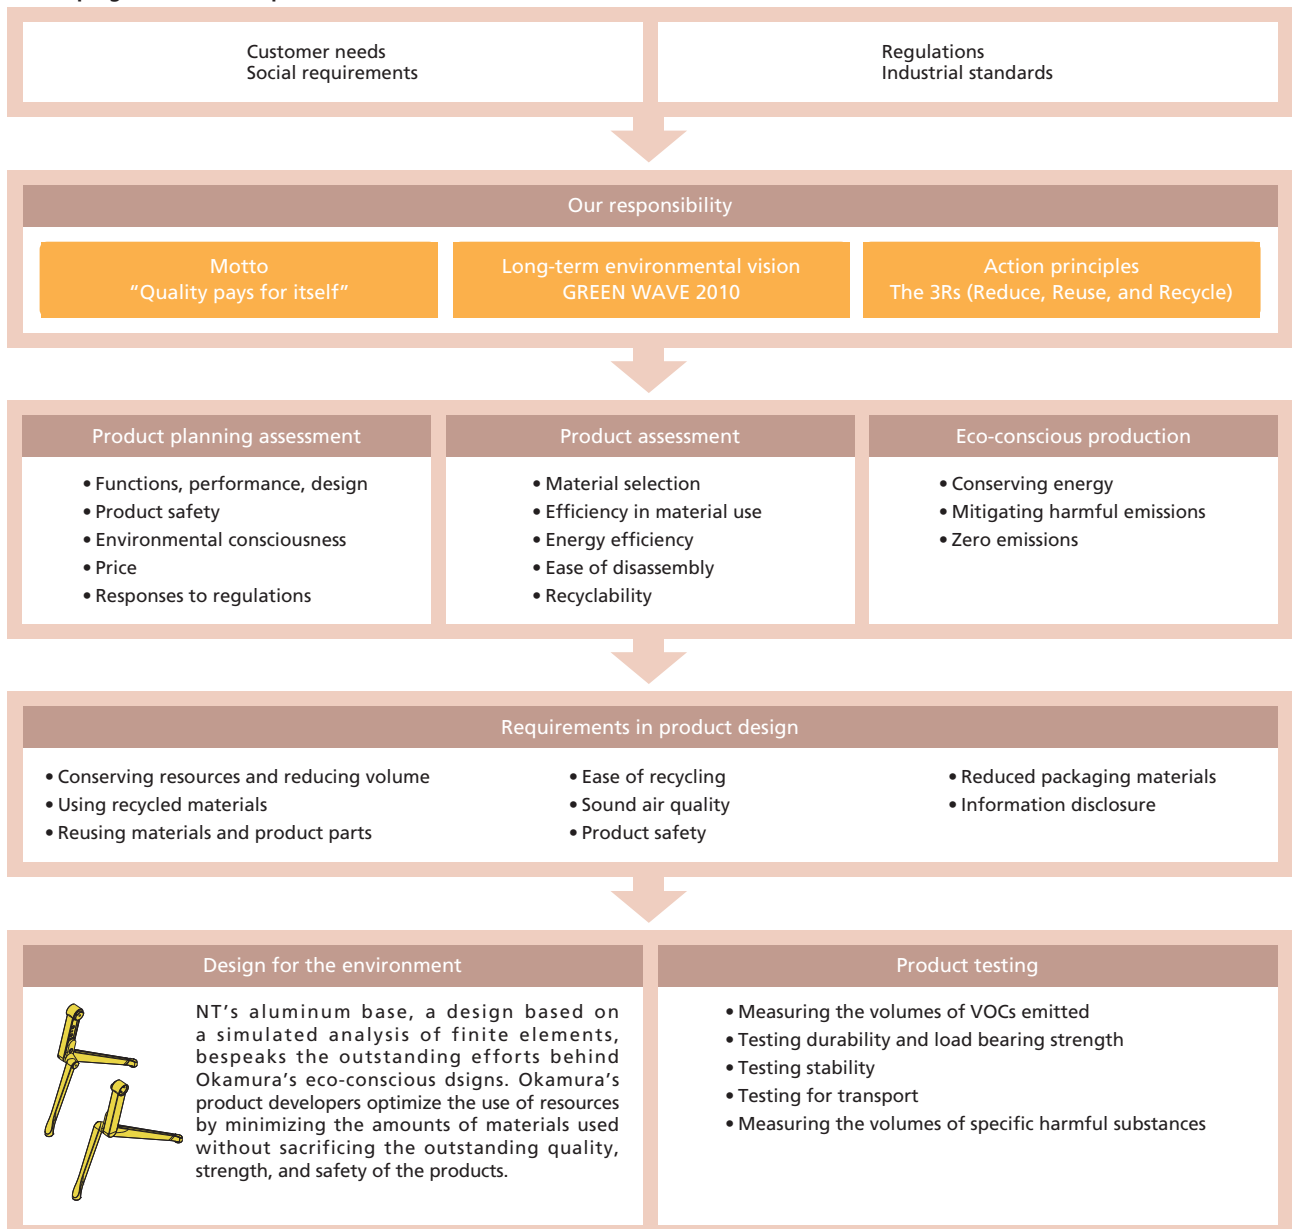 Customer needs
Social requirements
Regulations
Industrial standards
Our responsibility
Motto
“Quality pays for itself”
Long-term environmental vision
GREEN WAVE 2010
Action principles
The 3Rs (Reduce, Reuse, and Recycle)
Product planning assessment
• Functions, performance, design
• Product safety
• Environmental consciousness
• Price
• Responses to regulations
Product assessment
• Material selection
• Efficiency in material use
• Energy efficiency
• Ease of disassembly
• Recyclability
Eco-conscious production
• Conserving energy
• Mitigating harmful emissions
• Zero emissions
Requirements in product design
• Conserving resources and reducing volume
• Using recycled materials
• Reusing materials and product parts
• Ease of recycling
• Sound air quality
• Product safety
• Reduced packaging materials
• Information disclosure
Design for the environment
NT’s aluminum base, a design based on
a simulated analysis of finite elements,
bespeaks the outstanding efforts behind
Okamura’s eco-conscious dsigns. Okamura’s
product developers optimize the use of resources
by minimizing the amounts of materials used
without sacrificing the outstanding quality,
strength, and safety of the products.
Product testing
• Measuring the volumes of VOCs emitted
• Testing durability and load bearing strength
• Testing stability
• Testing for transport
• Measuring the volumes of specific harmful substances